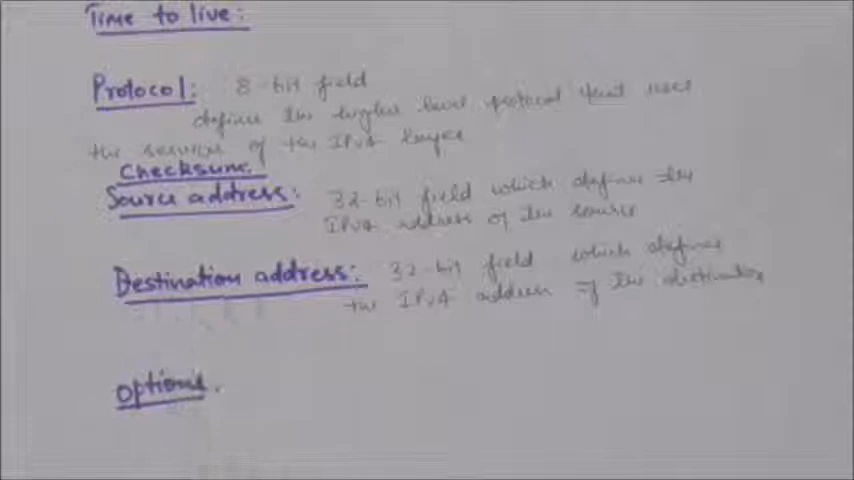 Time to live:
Protocol: 8-bit field
defines the higher level protocol that uses
the services of the IPv4 layer
Checksum.
Source address: 32-bit field which defines the
IPv4 address of the source
Destination address: 32-bit field which defines
the IPv4 address of the destination
options.